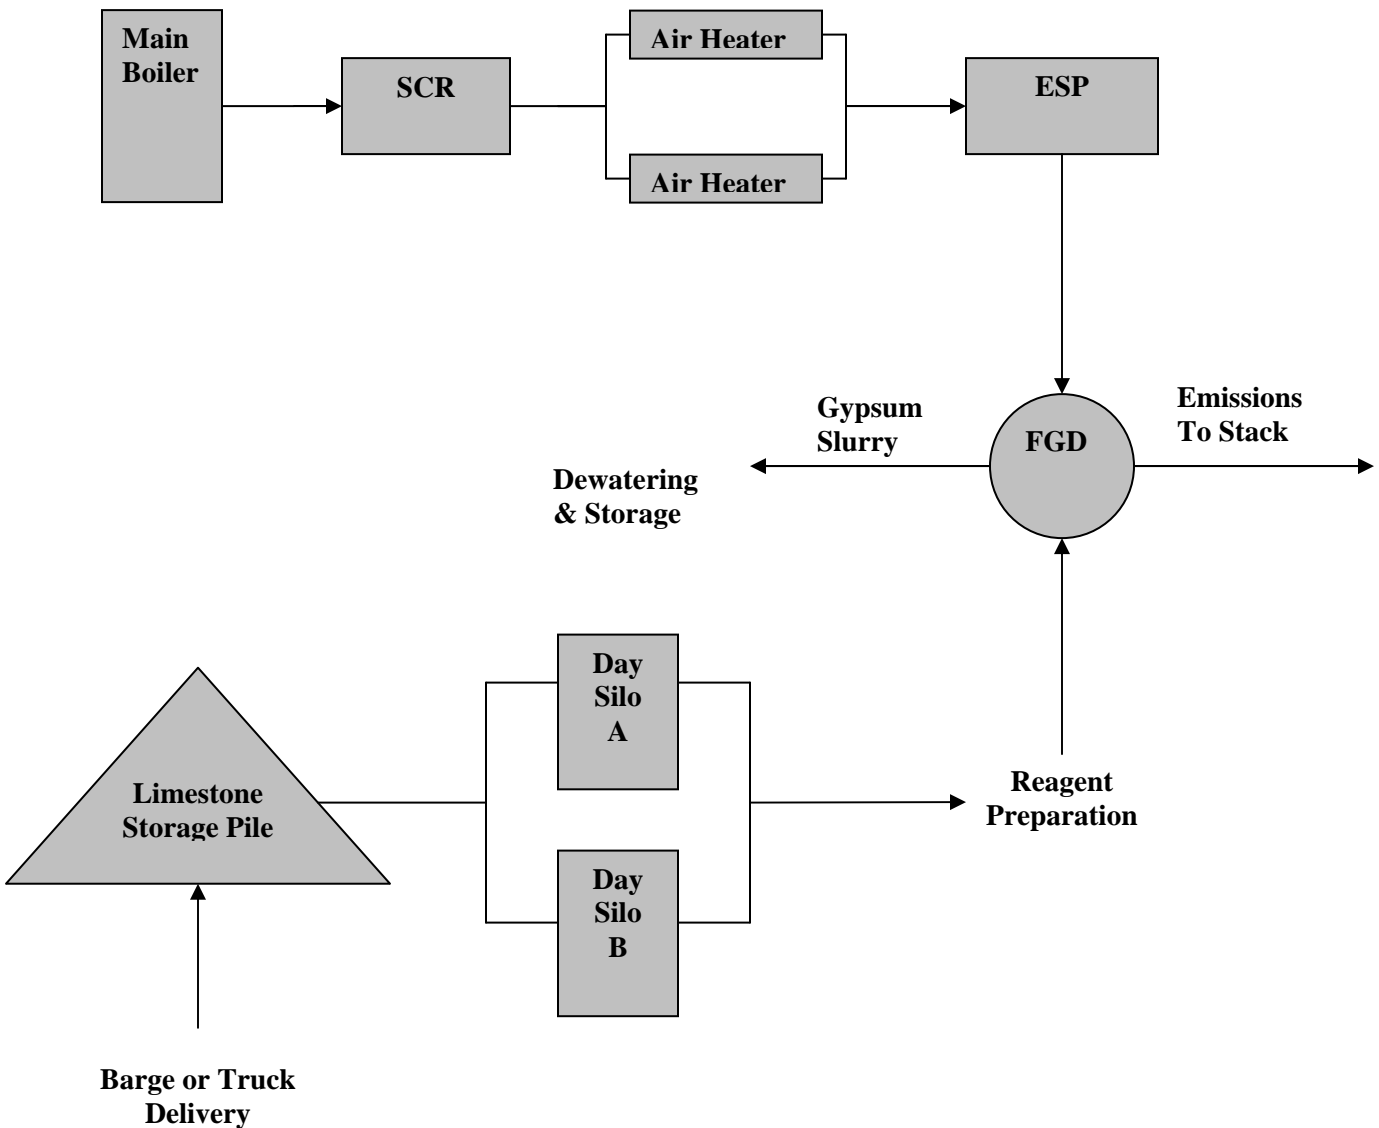 Main
Boiler
SCR
Air Heater
Air Heater
ESP
Gypsum
Slurry
FGD
Emissions
To Stack
Dewatering
& Storage
Day
Silo
A
Limestone
Storage Pile
Reagent
Preparation
Day
Silo
B
Barge or Truck
Delivery